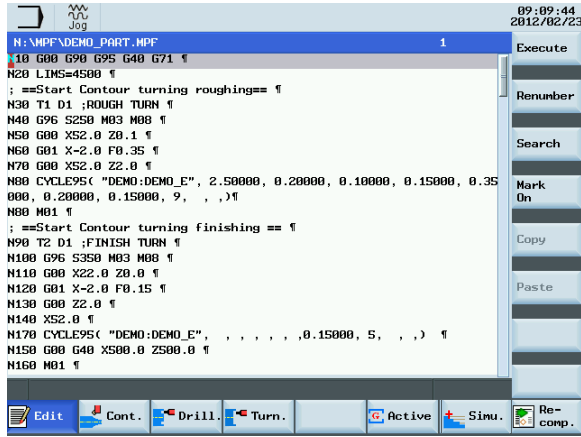 Jog
09:09:44
2012/02/23
N:\MPF\DEMO_PART.MPF 1
N10 G00 G90 G95 G40 G71 ¶
N20 LIMS=4500 ¶
; ==Start Contour turning roughing== ¶
N30 T1 D1 ;ROUGH TURN ¶
N40 G96 S250 M03 M08 ¶
N50 G00 X52.0 Z0.1 ¶
N60 G01 X-2.0 F0.35 ¶
N70 G00 X52.0 Z2.0 ¶
N80 CYCLE95( "DEMO:DEMO_E", 2.50000, 0.20000, 0.10000, 0.15000, 0.35
000, 0.20000, 0.15000, 9, , ,)¶
N80 M01 ¶
; ==Start Contour turning finishing == ¶
N90 T2 D1 ;FINISH TURN ¶
N100 G96 S350 M03 M08 ¶
N110 G00 X22.0 Z0.0 ¶
N120 G01 X-2.0 F0.15 ¶
N130 G00 Z2.0 ¶
N140 X52.0 ¶
N170 CYCLE95( "DEMO:DEMO_E", , , , , ,0.15000, 5, , ,) ¶
N150 G00 G40 X500.0 Z500.0 ¶
N160 M01 ¶
Execute
Renumber
Search
Mark
On
Copy
Paste
Edit
Cont.
Drill.
Turn.
G Active
Simu.
Re-
comp.